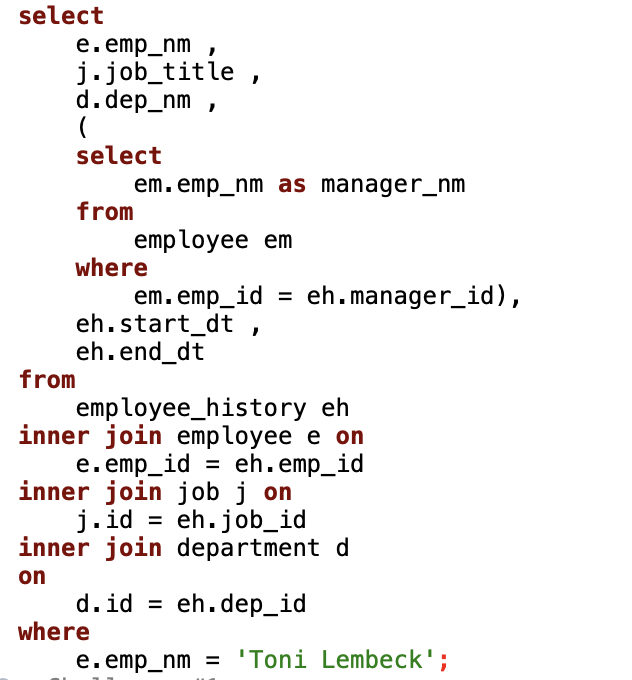 select
e.emp_nm ,
j.job_title ,
d.dep_nm ,
(
select
em.emp_nm as manager_nm
from
employee em
where
em.emp_id = eh.manager_id),
eh.start_dt ,
eh.end_dt
from
employee_history eh
inner join employee e on
e.emp_id = eh.emp_id
inner join job j on
j.id = eh.job_id
inner join department d
on
d.id = eh.dep_id
where
e.emp_nm = 'Toni Lembeck';